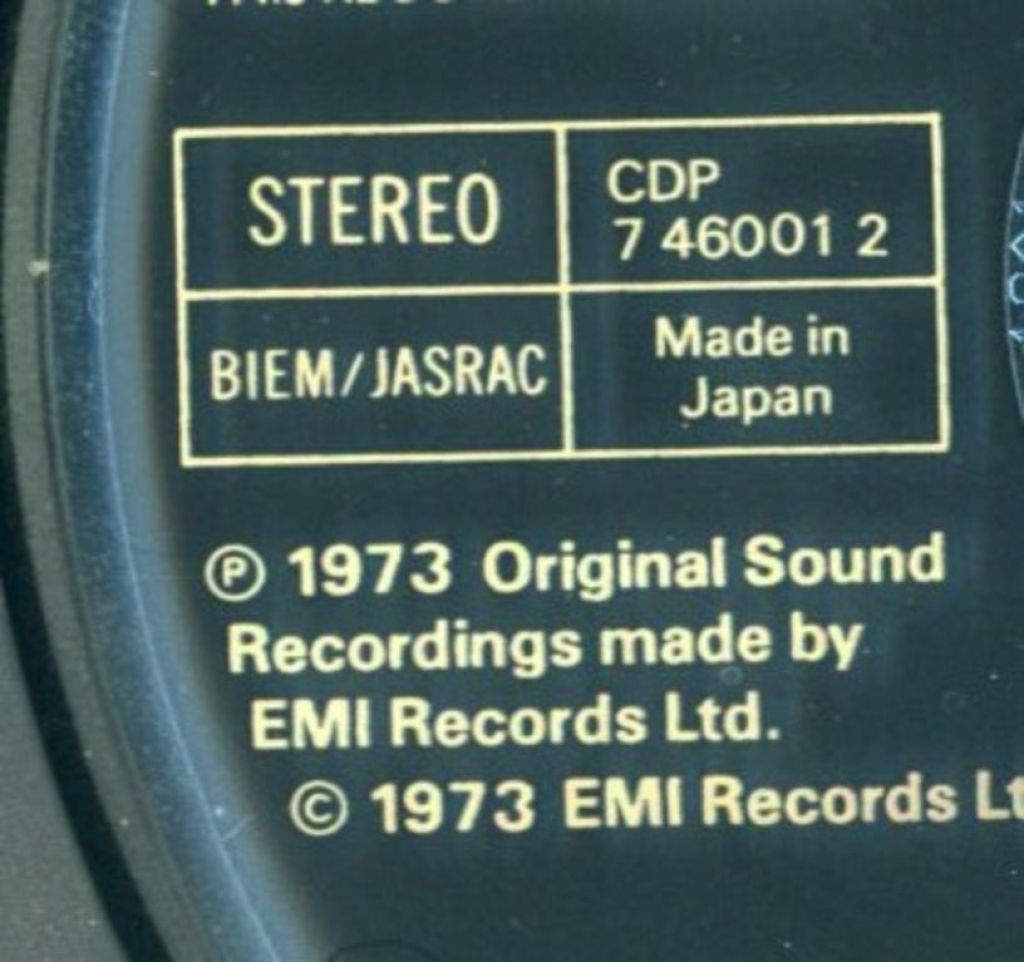 STEREO
CDP
7 46001 2
BIEM/JASRAC
Made in
Japan
℗ 1973 Original Sound
Recordings made by
EMI Records Ltd.
© 1973 EMI Records Lt